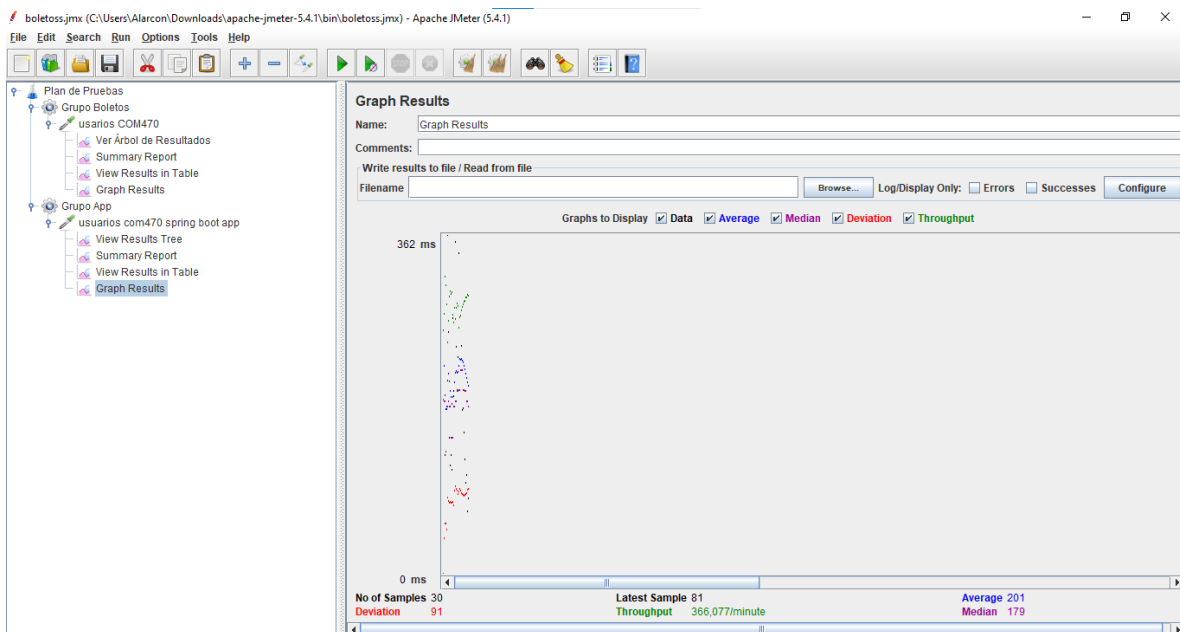 boletoss.jmx (C:\Users\Alarcon\Downloads\apache-jmeter-5.4.1\bin\boletoss.jmx) - Apache JMeter (5.4.1)
File Edit Search Run Options Tools Help
Plan de Pruebas
Grupo Boletos
usarios COM470
Ver Árbol de Resultados
Summary Report
View Results in Table
Graph Results
Grupo App
usuarios com470 spring boot app
View Results Tree
Summary Report
View Results in Table
Graph Results
Graph Results
Name: Graph Results
Comments:
Write results to file / Read from file
Filename Browse... Log/Display Only: Errors Successes Configure
Graphs to Display Data Average Median Deviation Throughput
362 ms
0 ms
No of Samples 30 Latest Sample 81 Average 201
Deviation 91 Throughput 366,077/minute Median 179